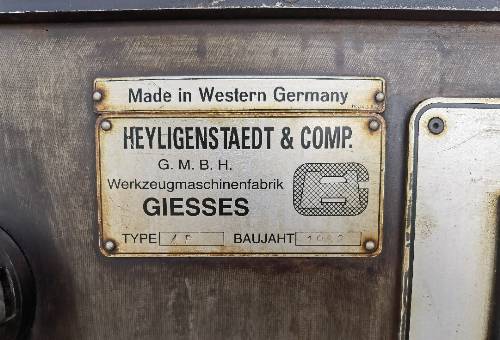 Made in Western Germany
HEYLIGENSTAEDT & COMP.
G. M. B. H.
Werkzeugmaschinenfabrik
GIESSES
TYPE BAUJAHT